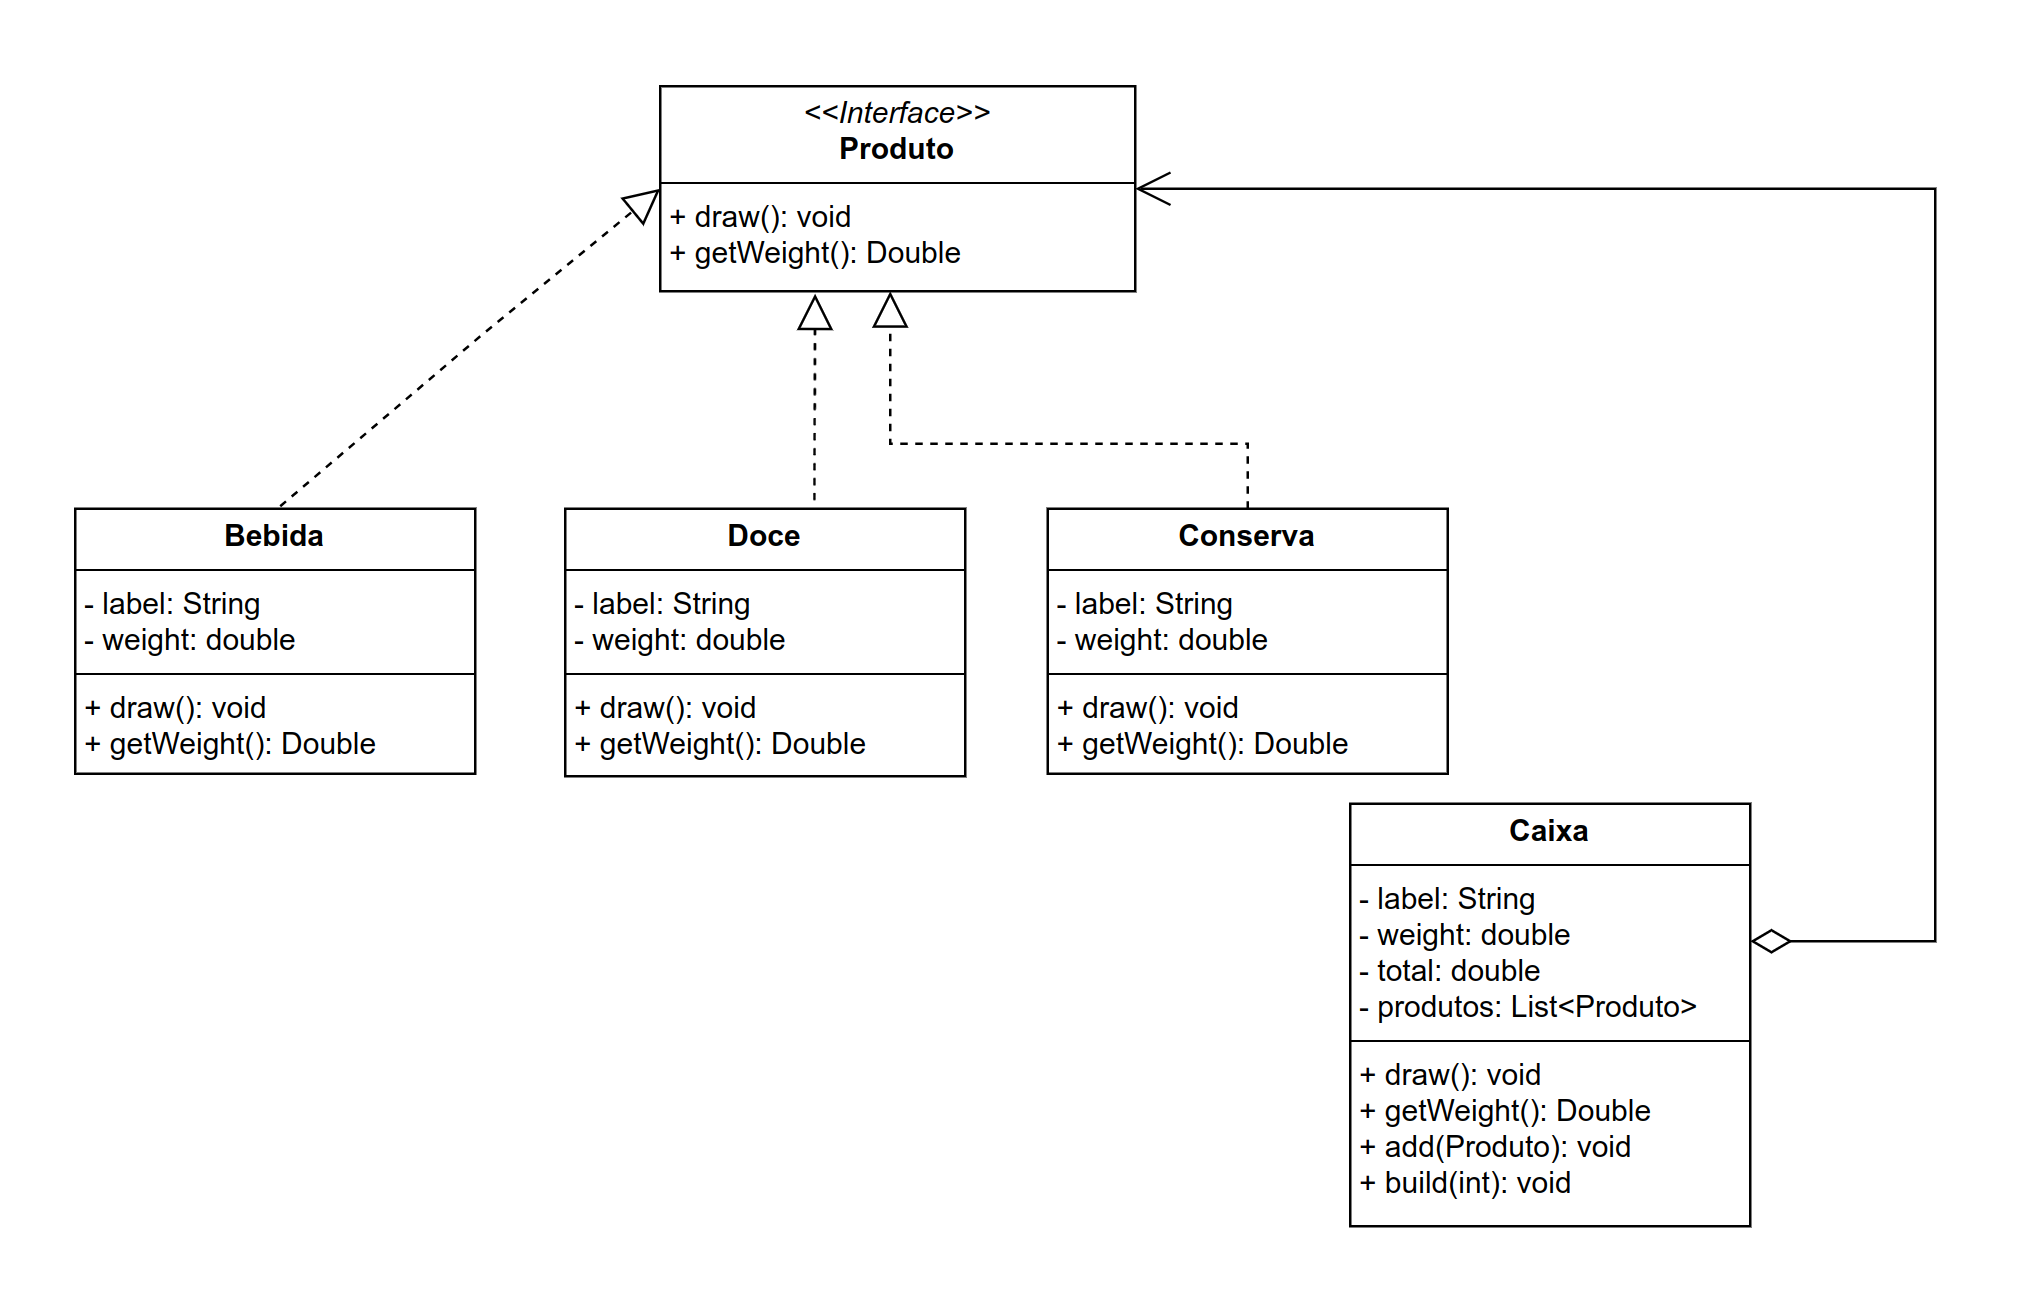 <<Interface>>
Produto
+ draw(): void
+ getWeight(): Double
Bebida
- label: String
- weight: double
+ draw(): void
+ getWeight(): Double
Doce
- label: String
- weight: double
+ draw(): void
+ getWeight(): Double
Conserva
- label: String
- weight: double
+ draw(): void
+ getWeight(): Double
Caixa
- label: String
- weight: double
- total: double
- produtos: List<Produto>
+ draw(): void
+ getWeight(): Double
+ add(Produto): void
+ build(int): void